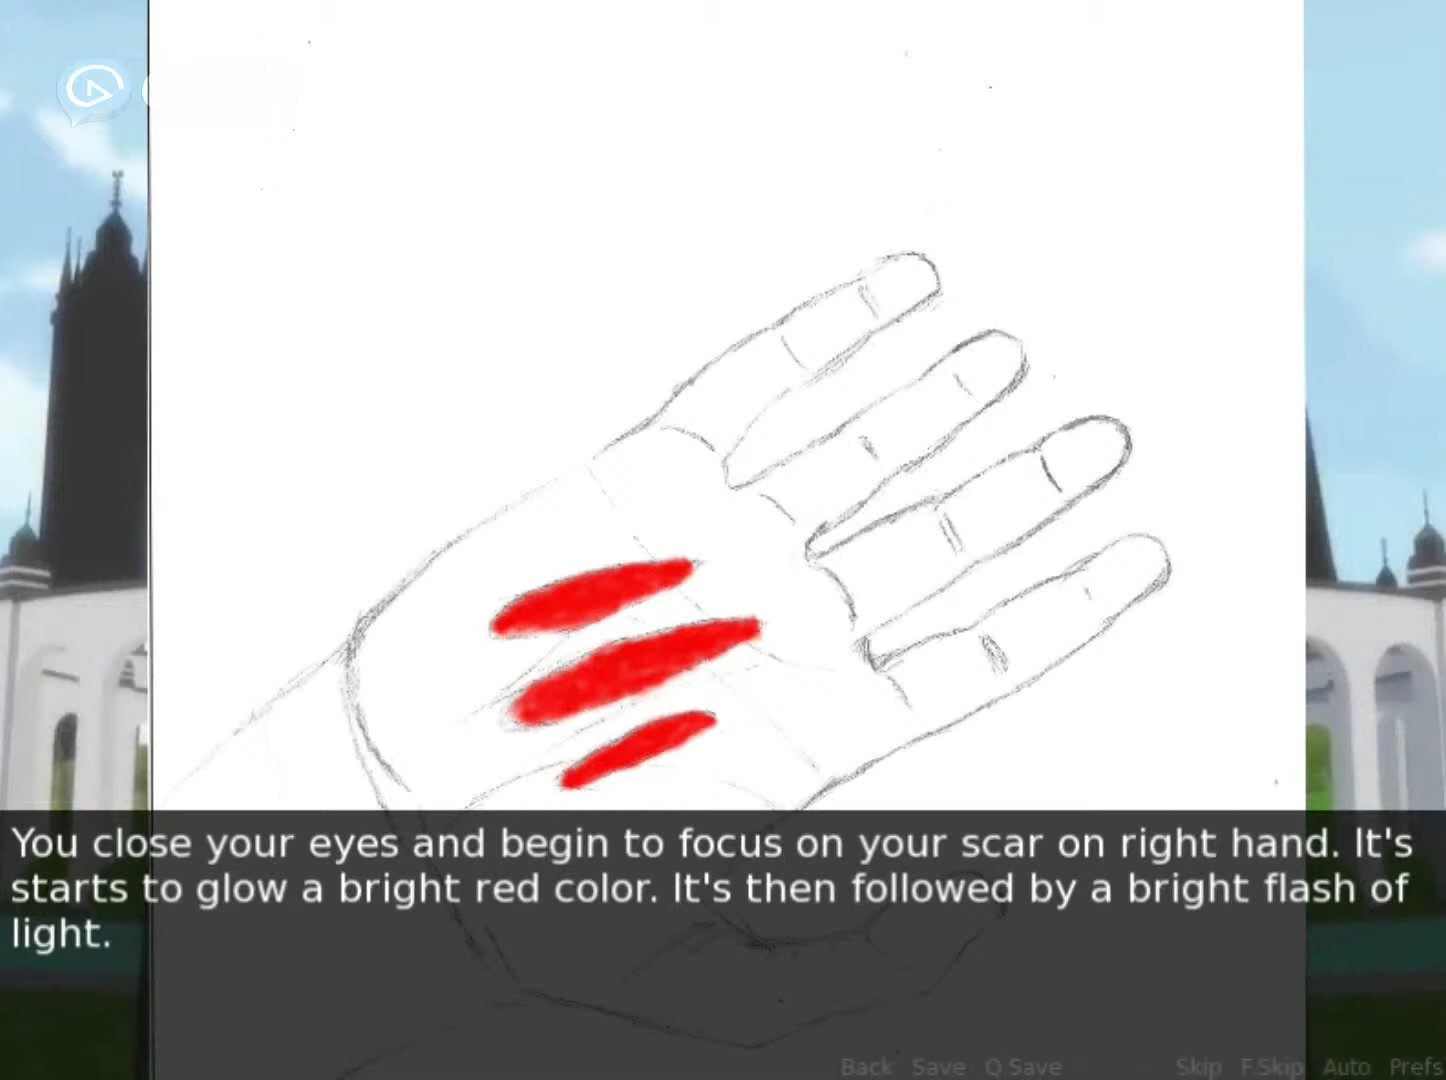 You close your eyes and begin to focus on your scar on right hand. It's
starts to glow a bright red color. It's then followed by a bright flash of
light.
Back Save Q Save Skip F.Skip Auto Prefs